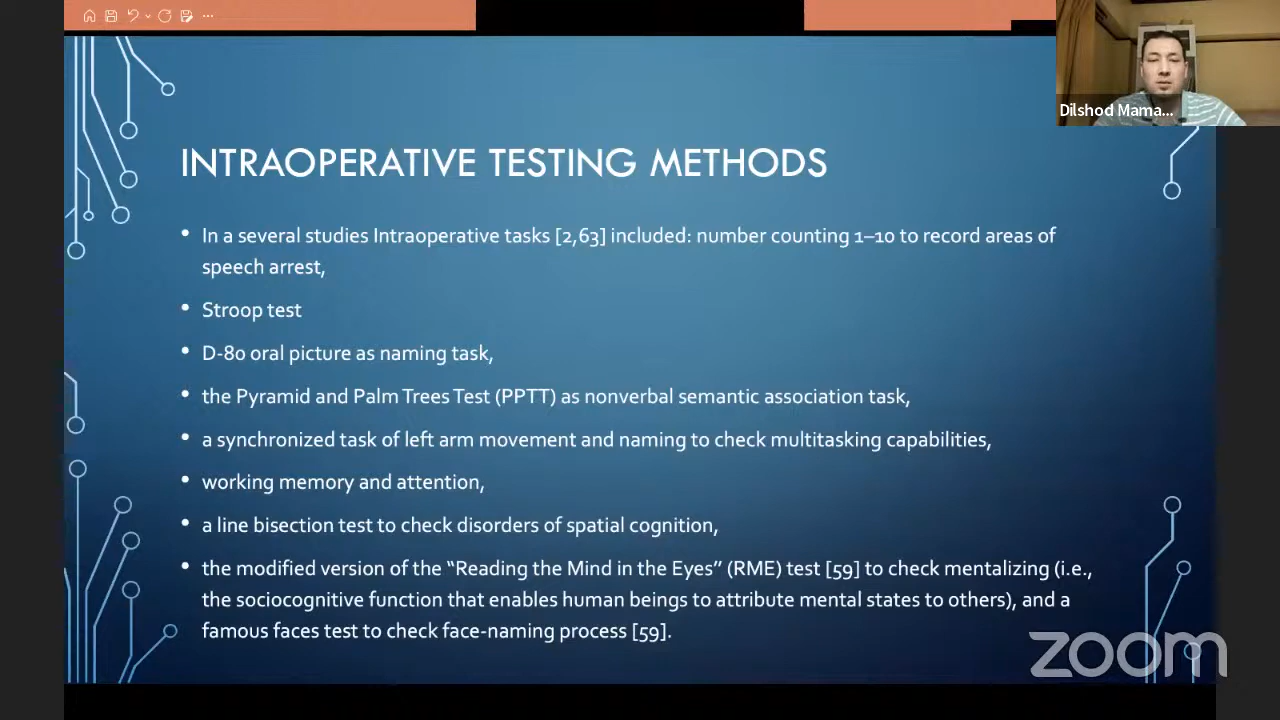 Dilshod Mama...
INTRAOPERATIVE TESTING METHODS
• In a several studies Intraoperative tasks [2,63] included: number counting 1–10 to record areas of
speech arrest,
• Stroop test
• D-80 oral picture as naming task,
• the Pyramid and Palm Trees Test (PPTT) as nonverbal semantic association task,
• a synchronized task of left arm movement and naming to check multitasking capabilities,
• working memory and attention,
• a line bisection test to check disorders of spatial cognition,
• the modified version of the “Reading the Mind in the Eyes” (RME) test [59] to check mentalizing (i.e.,
the sociocognitive function that enables human beings to attribute mental states to others), and a
famous faces test to check face-naming process [59].
zoom